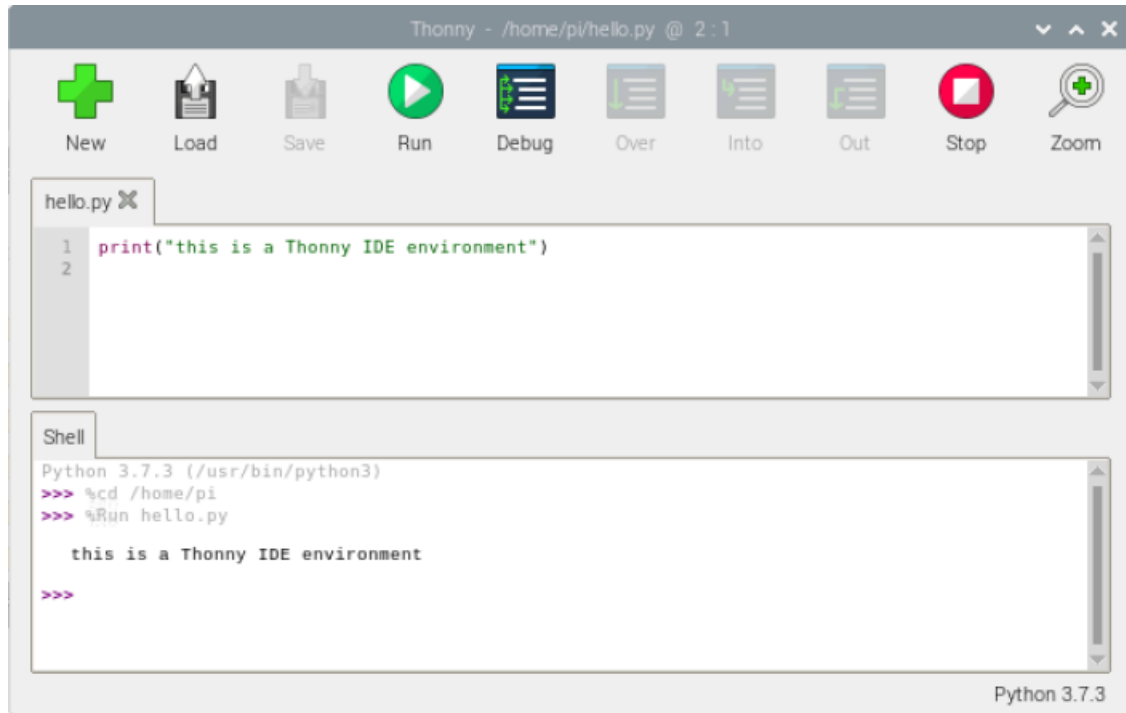 Thonny - /home/pi/hello.py @ 2 : 1
New Load Save Run Debug Over Into Out Stop Zoom
hello.py
1 print("this is a Thonny IDE environment")
2
Shell
Python 3.7.3 (/usr/bin/python3)
>>> %cd /home/pi
>>> %Run hello.py
this is a Thonny IDE environment
>>>
Python 3.7.3